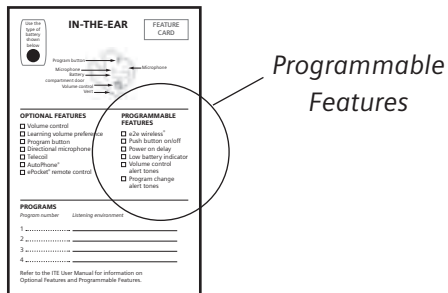 Use the
type of
battery
shown
below
IN-THE-EAR
FEATURE
CARD
Program button
Microphone
Battery
compartment door
Volume control
Vent
Microphone
Programmable
Features
OPTIONAL FEATURES
Volume control
Learning volume preference
Program button
Directional microphone
Telecoil
AutoPhone®
ePocket® remote control
PROGRAMMABLE
FEATURES
e2e wireless®
Push button on/off
Power on delay
Low battery indicator
Volume control
alert tones
Program change
alert tones
PROGRAMS
Program number Listening environment
1
2
3
4
Refer to the ITE User Manual for information on
Optional Features and Programmable Features.